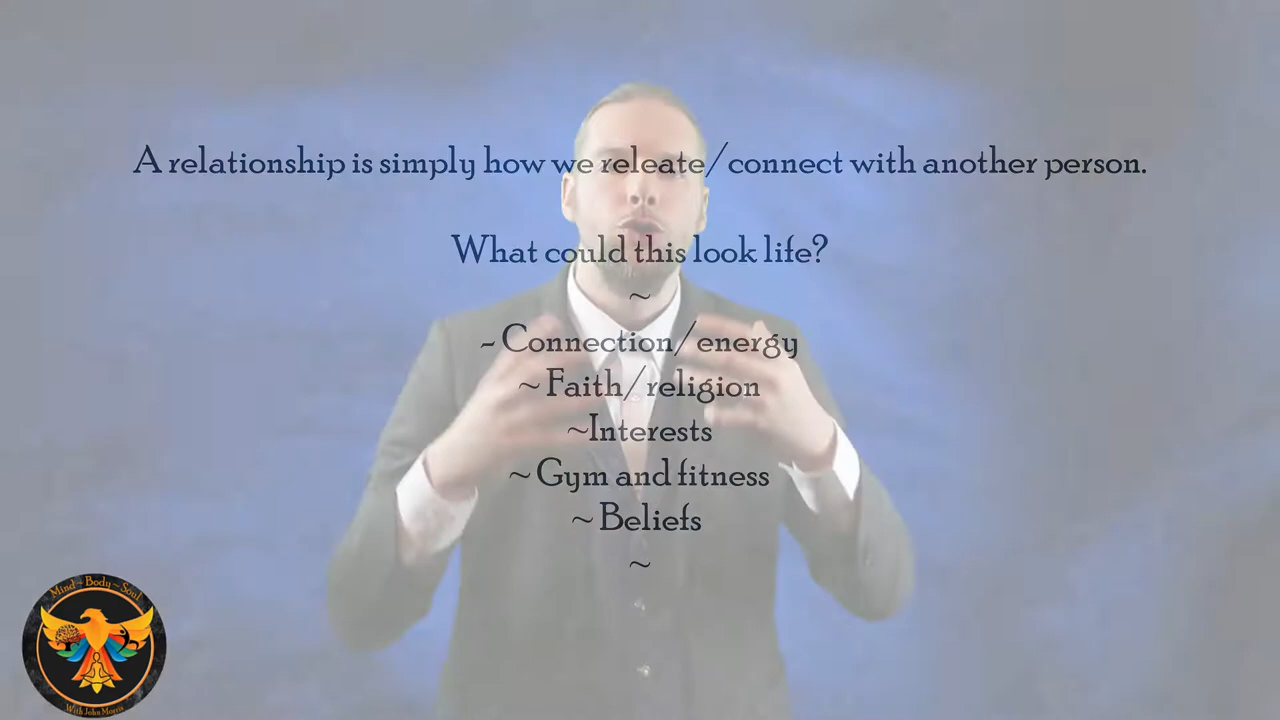 A relationship is simply how we releate/connect with another person.
What could this look life?
~
~Connection/energy
~Faith/religion
~Interests
~Gym and fitness
~Beliefs
~
Mind ~ Body ~ Soul
With John Morris